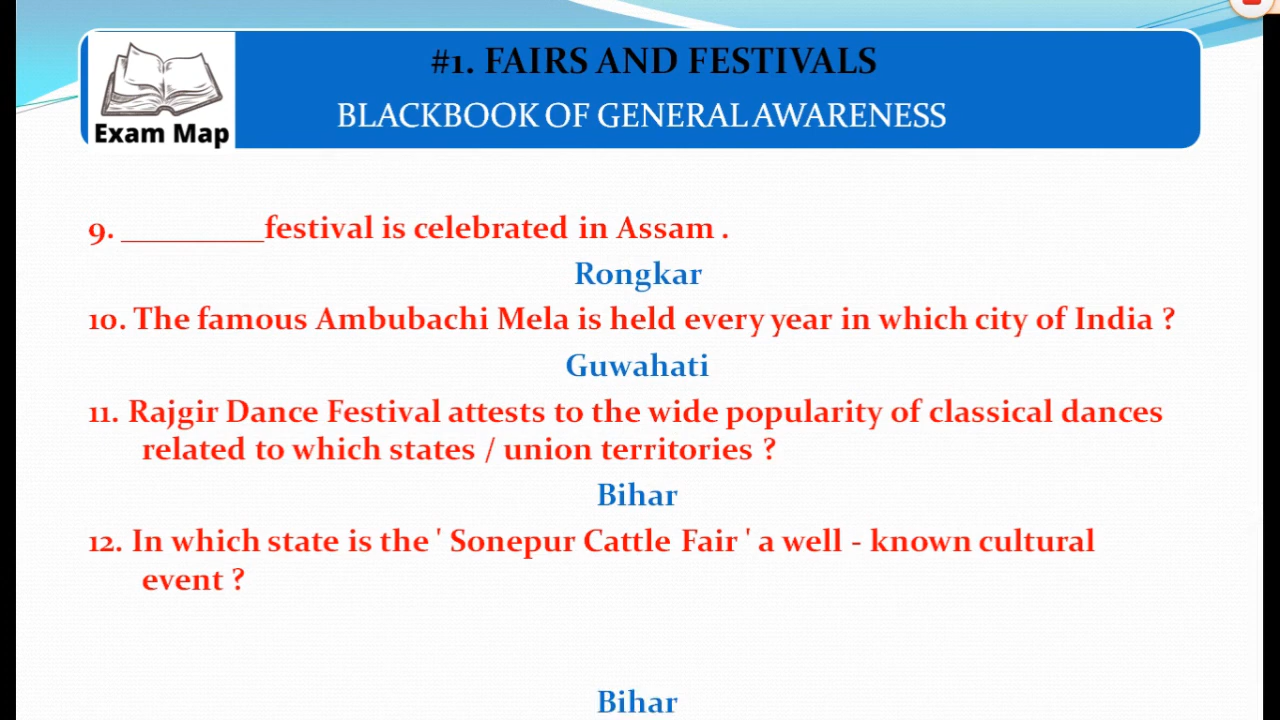 #1. FAIRS AND FESTIVALS
BLACKBOOK OF GENERAL AWARENESS
Exam Map
9. _________festival is celebrated in Assam .
Rongkar
10. The famous Ambubachi Mela is held every year in which city of India ?
Guwahati
11. Rajgir Dance Festival attests to the wide popularity of classical dances
related to which states / union territories ?
Bihar
12. In which state is the ' Sonepur Cattle Fair ' a well - known cultural
event ?
Bihar